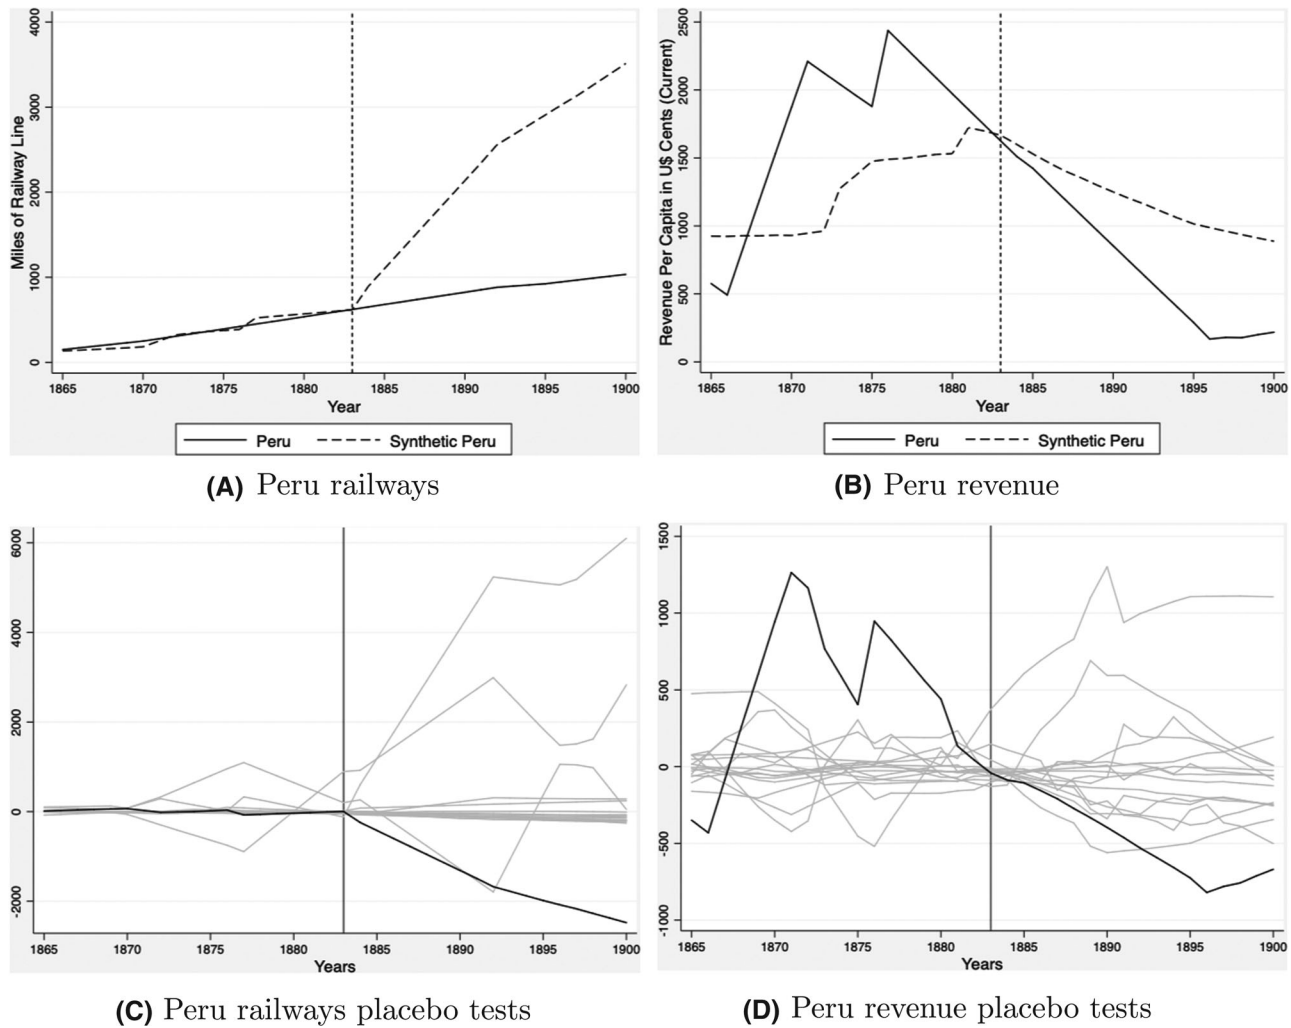 4000
3000
2000
1000
0
Miles of Railway Line
1865 1870 1875 1880 1885 1890 1895 1900
Year
Peru Synthetic Peru
(A) Peru railways
2500
2000
1500
1000
500
0
Revenue Per Capita in U$ Cents (Current)
1865 1870 1875 1880 1885 1890 1895 1900
Year
Peru Synthetic Peru
(B) Peru revenue
6000
4000
2000
0
-2000
1865 1870 1875 1880 1885 1890 1895 1900
Years
(C) Peru railways placebo tests
1500
1000
500
0
-500
-1000
1865 1870 1875 1880 1885 1890 1895 1900
Years
(D) Peru revenue placebo tests